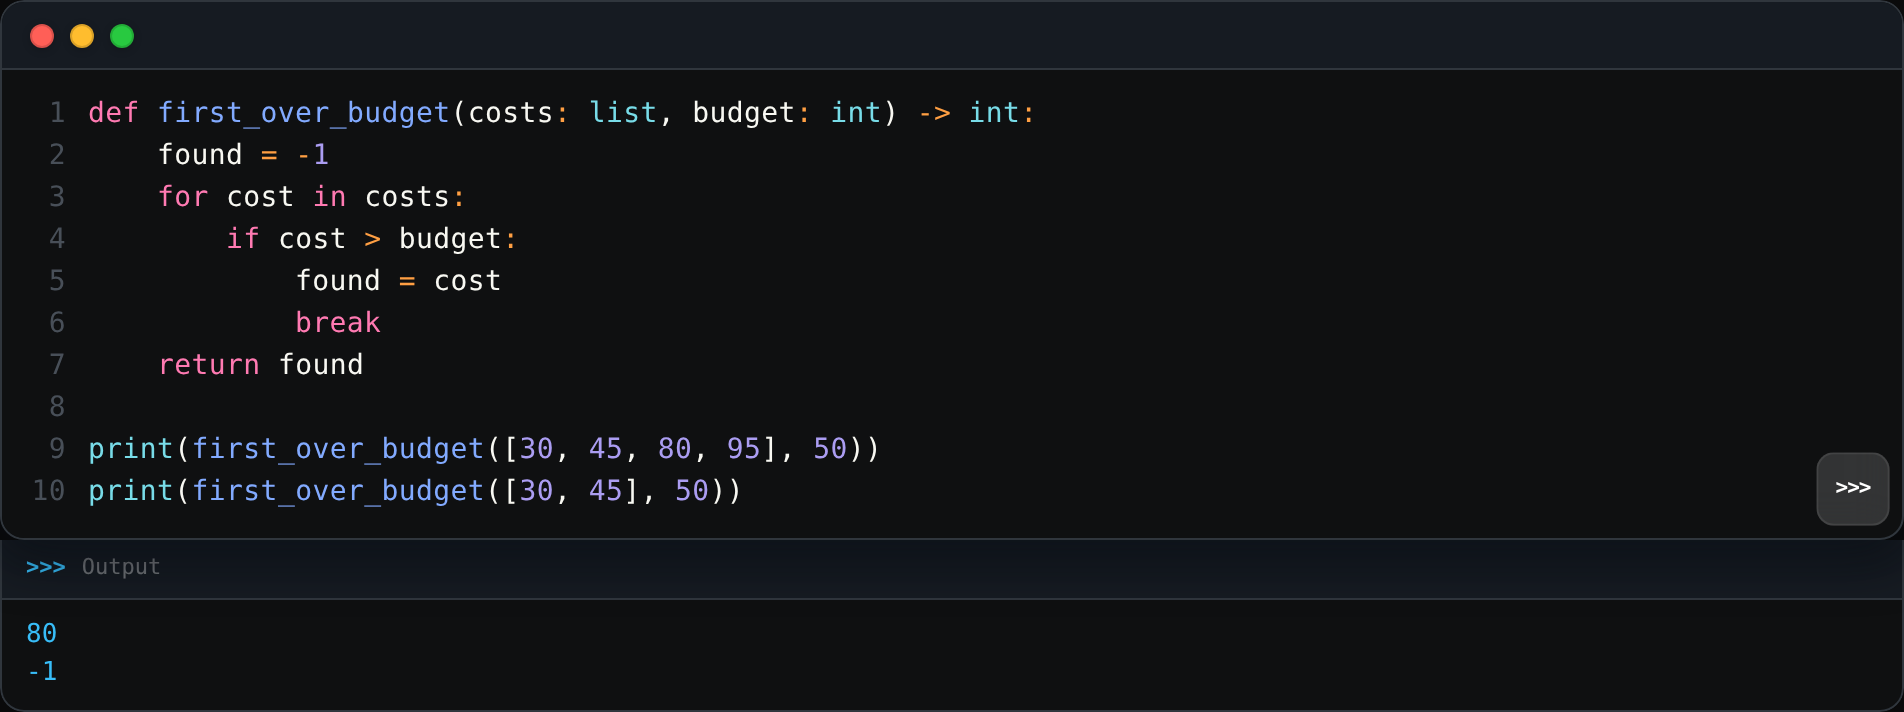 1 def first_over_budget(costs: list, budget: int) -> int:
2     found = -1
3     for cost in costs:
4         if cost > budget:
5             found = cost
6             break
7     return found
8
9 print(first_over_budget([30, 45, 80, 95], 50))
10 print(first_over_budget([30, 45], 50))
>>>
>>> Output
80
-1